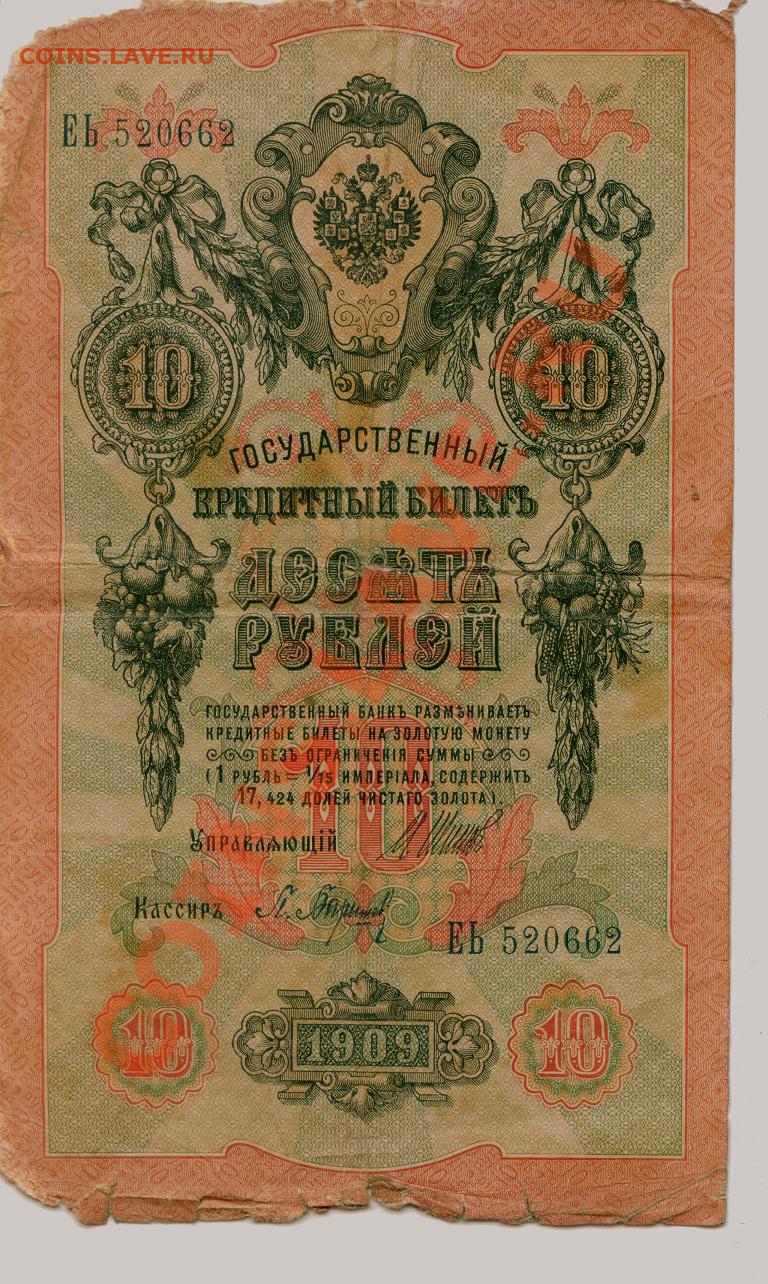 COINS.LAVE.RU
ЕЬ 520662
10
10
ГОСУДАРСТВЕННЫЙ
КРЕДИТНЫЙ БИЛЕТЪ
ДЕСЯТЬ
РУБЛЕЙ
ГОСУДАРСТВЕННЫЙ БАНКЪ РАЗМѢНИВАЕТЪ
КРЕДИТНЫЕ БИЛЕТЫ НА ЗОЛОТУЮ МОНЕТУ
БЕЗЪ ОГРАНИЧЕНІЯ СУММЫ
(1 РУБЛЬ = 1/15 ИМПЕРІАЛА, СОДЕРЖИТЪ
17,424 ДОЛЕЙ ЧИСТАГО ЗОЛОТА).
10
УПРАВЛЯЮЩІЙ
КАССИРЪ
ЕЬ 520662
10
1909
10